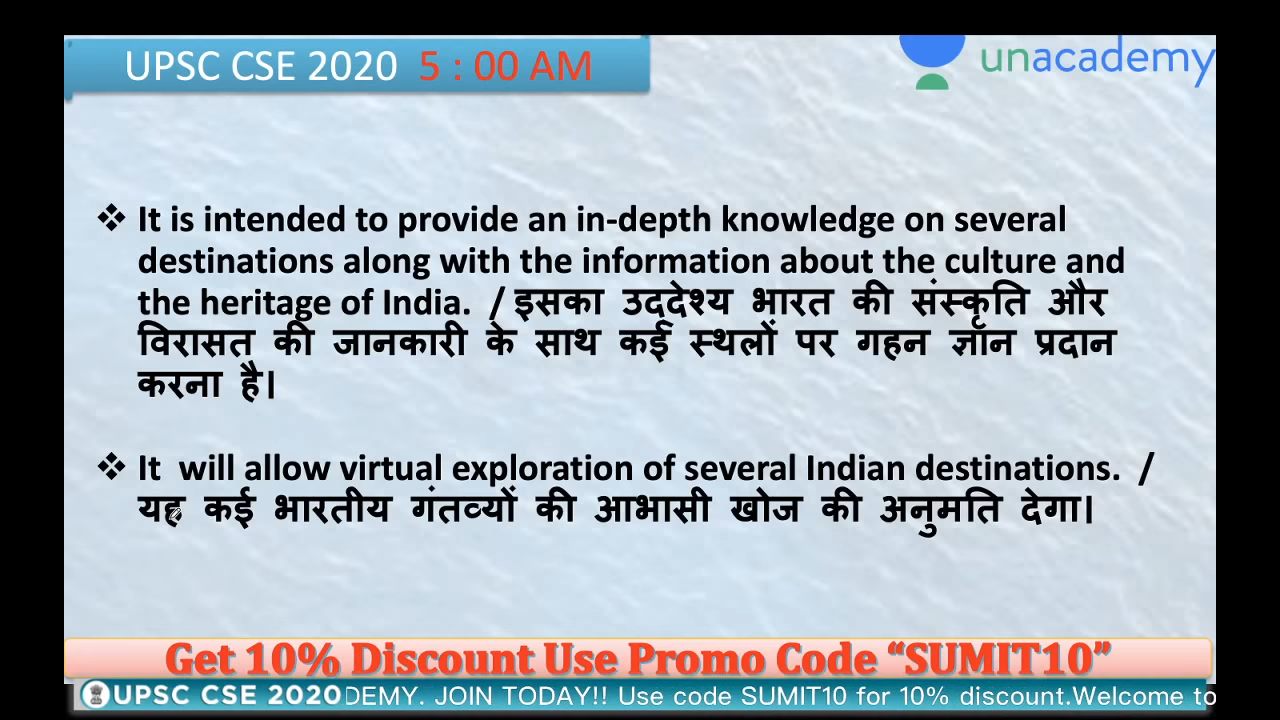 UPSC CSE 2020 5 : 00 AM
unacademy
❖ It is intended to provide an in-depth knowledge on several
destinations along with the information about the culture and
the heritage of India. / इसका उददेश्य भारत की संस्कृति और
विरासत की जानकारी के साथ कई स्थलों पर गहन ज्ञॉन प्रदान
करना है।
❖ It will allow virtual exploration of several Indian destinations. /
यह कई भारतीय गंतव्यों की आभासी खोज की अनुमति देगा।
Get 10% Discount Use Promo Code “SUMIT10”
UPSC CSE 2020 DEMY. JOIN TODAY!! Use code SUMIT10 for 10% discount.Welcome to